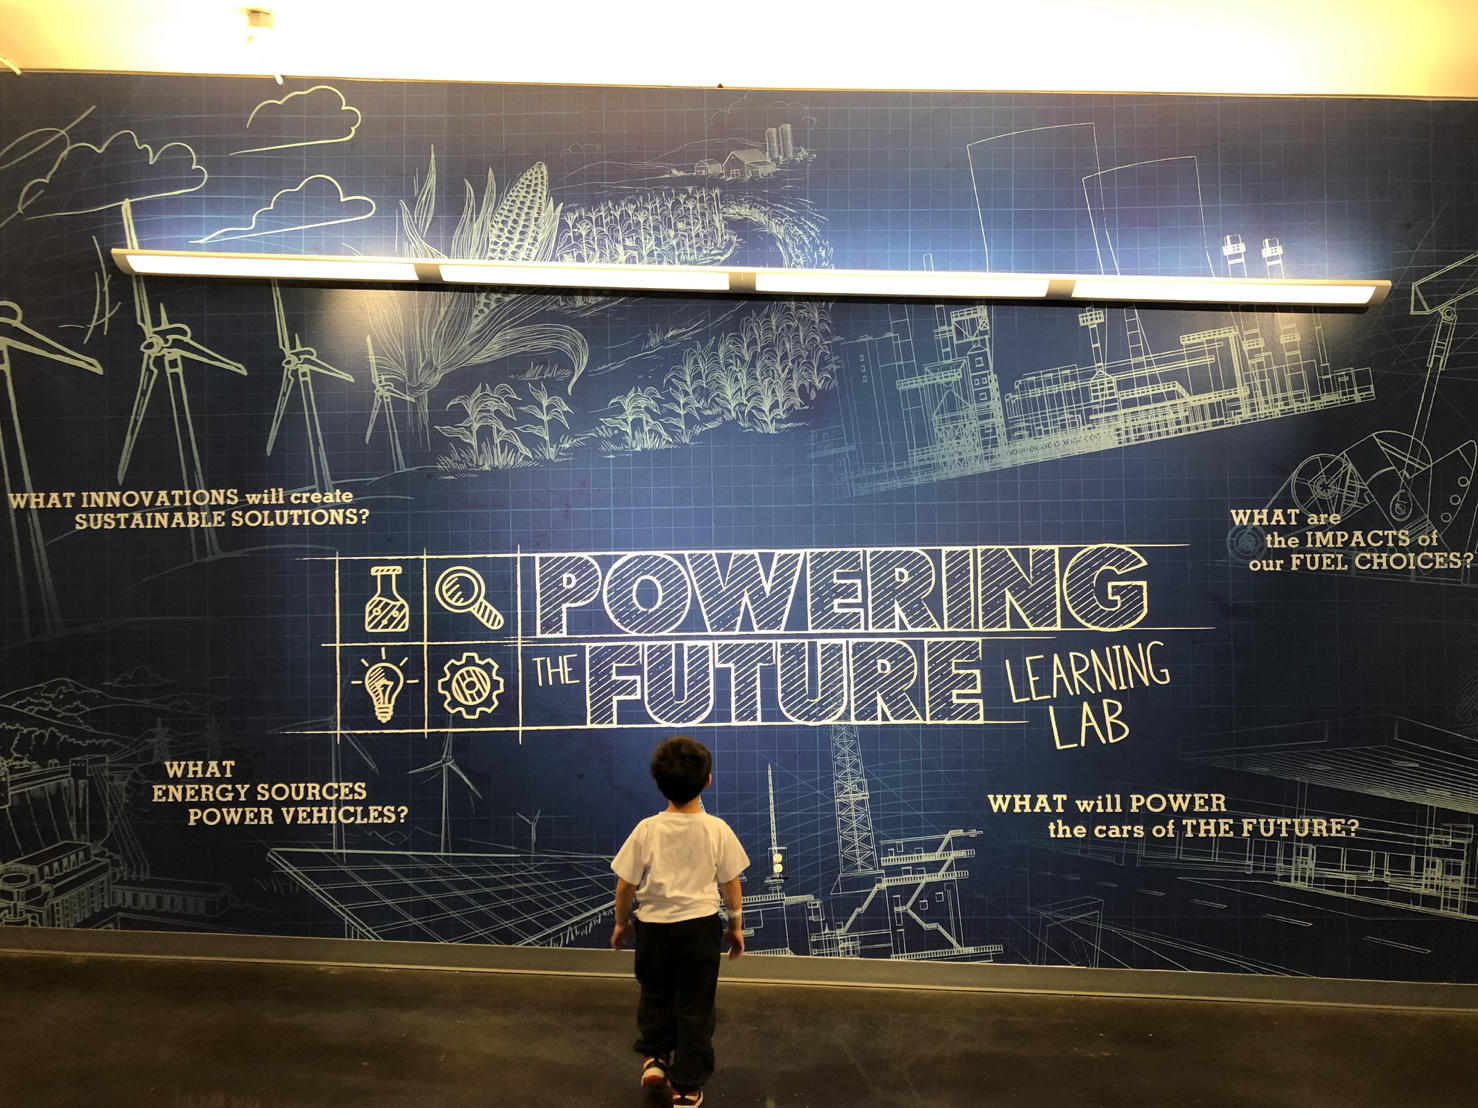 WHAT INNOVATIONS will create
SUSTAINABLE SOLUTIONS?
WHAT are
the IMPACTS of
our FUEL CHOICES?
POWERING
THE FUTURE LEARNING
LAB
WHAT
ENERGY SOURCES
POWER VEHICLES?
WHAT will POWER
the cars of THE FUTURE?